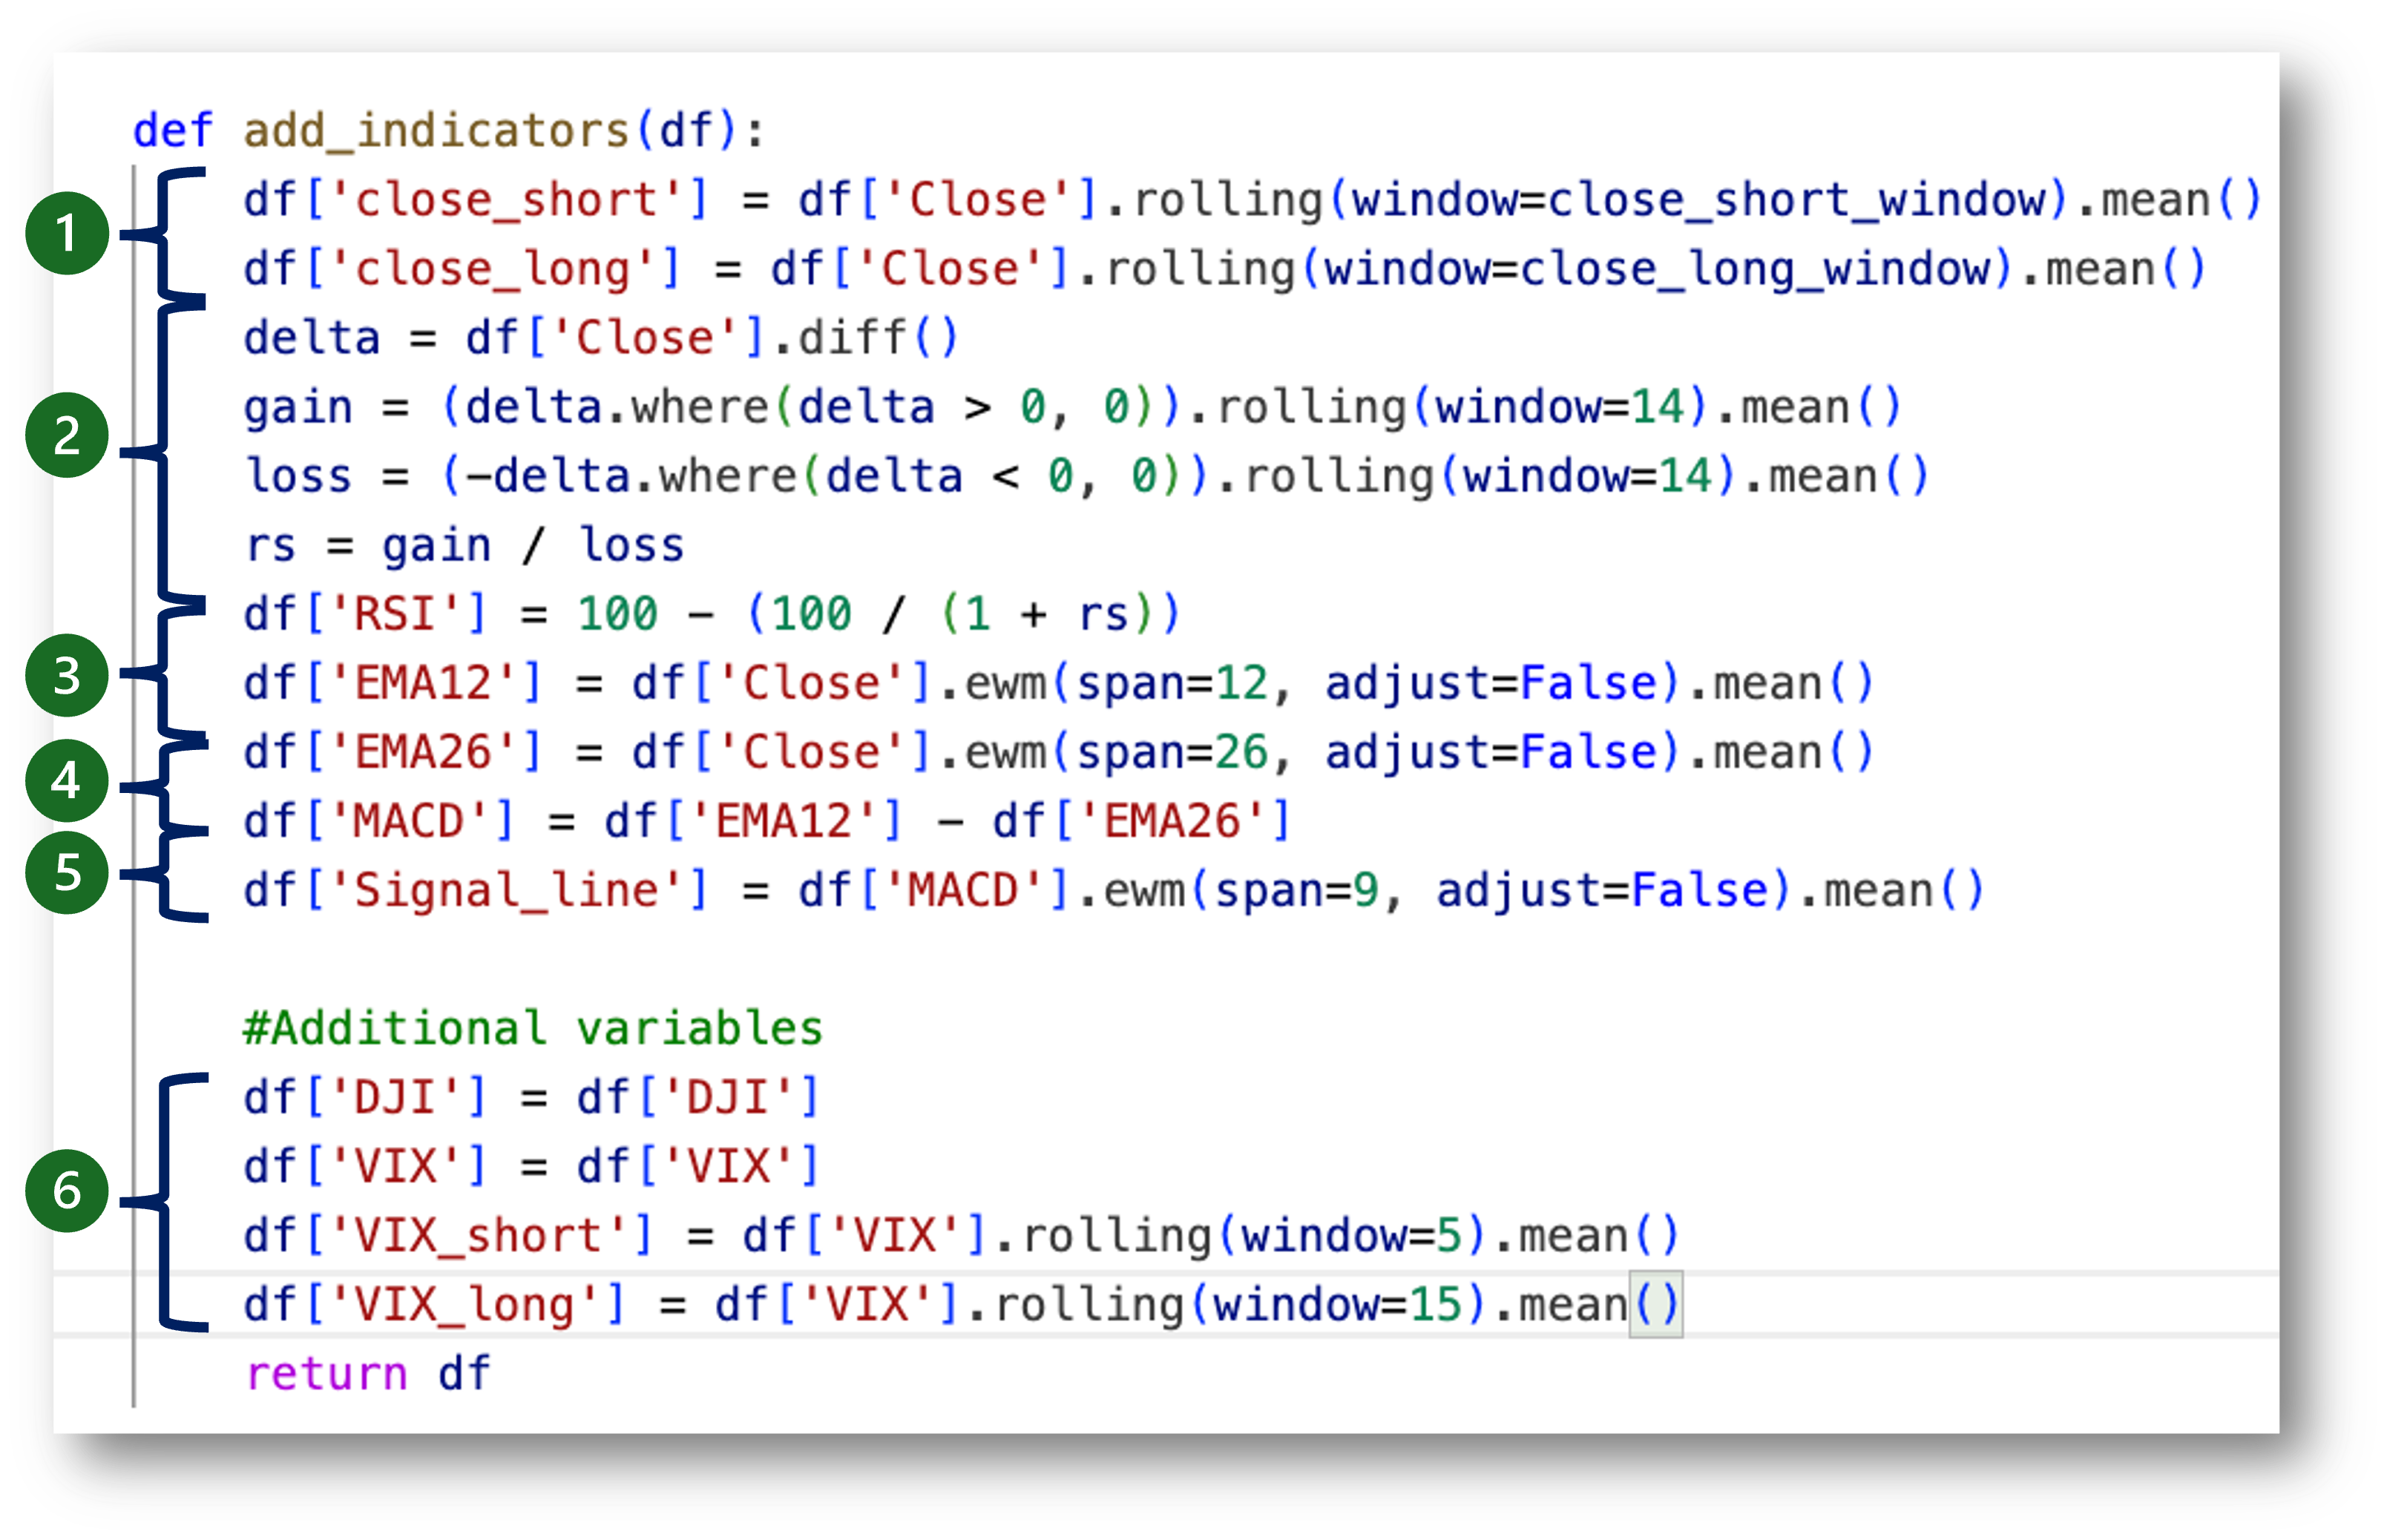 def add_indicators(df):
1
df['close_short'] = df['Close'].rolling(window=close_short_window).mean()
df['close_long'] = df['Close'].rolling(window=close_long_window).mean()
2
delta = df['Close'].diff()
gain = (delta.where(delta > 0, 0)).rolling(window=14).mean()
loss = (-delta.where(delta < 0, 0)).rolling(window=14).mean()
rs = gain / loss
df['RSI'] = 100 - (100 / (1 + rs))
3
df['EMA12'] = df['Close'].ewm(span=12, adjust=False).mean()
df['EMA26'] = df['Close'].ewm(span=26, adjust=False).mean()
4
df['MACD'] = df['EMA12'] - df['EMA26']
5
df['Signal_line'] = df['MACD'].ewm(span=9, adjust=False).mean()
#Additional variables
6
df['DJI'] = df['DJI']
df['VIX'] = df['VIX']
df['VIX_short'] = df['VIX'].rolling(window=5).mean()
df['VIX_long'] = df['VIX'].rolling(window=15).mean()
return df